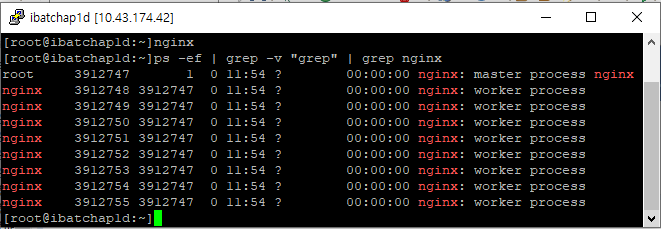 ibatchap1d [10.43.174.42]
[root@ibatchap1d:~]nginx
[root@ibatchap1d:~]ps -ef | grep -v "grep" | grep nginx
root     3912747       1  0 11:54 ?        00:00:00 nginx: master process nginx
nginx    3912748 3912747  0 11:54 ?        00:00:00 nginx: worker process
nginx    3912749 3912747  0 11:54 ?        00:00:00 nginx: worker process
nginx    3912750 3912747  0 11:54 ?        00:00:00 nginx: worker process
nginx    3912751 3912747  0 11:54 ?        00:00:00 nginx: worker process
nginx    3912752 3912747  0 11:54 ?        00:00:00 nginx: worker process
nginx    3912753 3912747  0 11:54 ?        00:00:00 nginx: worker process
nginx    3912754 3912747  0 11:54 ?        00:00:00 nginx: worker process
nginx    3912755 3912747  0 11:54 ?        00:00:00 nginx: worker process
[root@ibatchap1d:~]